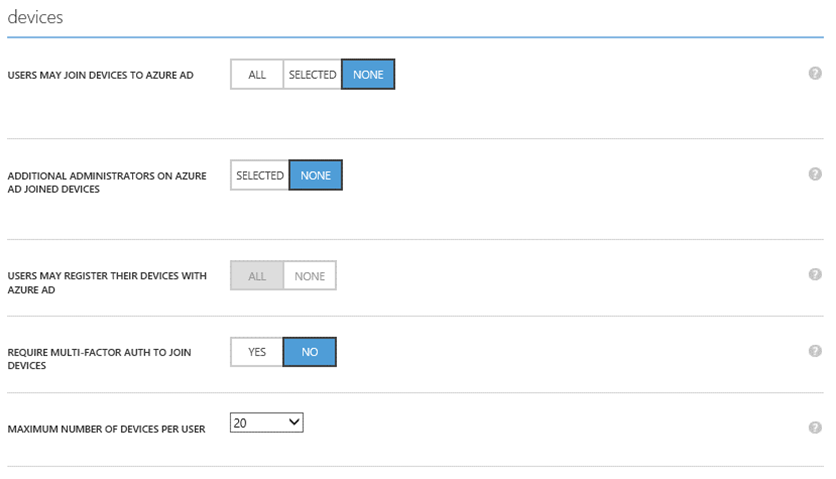 devices
USERS MAY JOIN DEVICES TO AZURE AD
ALL SELECTED NONE
?
ADDITIONAL ADMINISTRATORS ON AZURE
AD JOINED DEVICES
SELECTED NONE
?
USERS MAY REGISTER THEIR DEVICES WITH
AZURE AD
ALL NONE
?
REQUIRE MULTI-FACTOR AUTH TO JOIN
DEVICES
YES NO
?
MAXIMUM NUMBER OF DEVICES PER USER
20
?